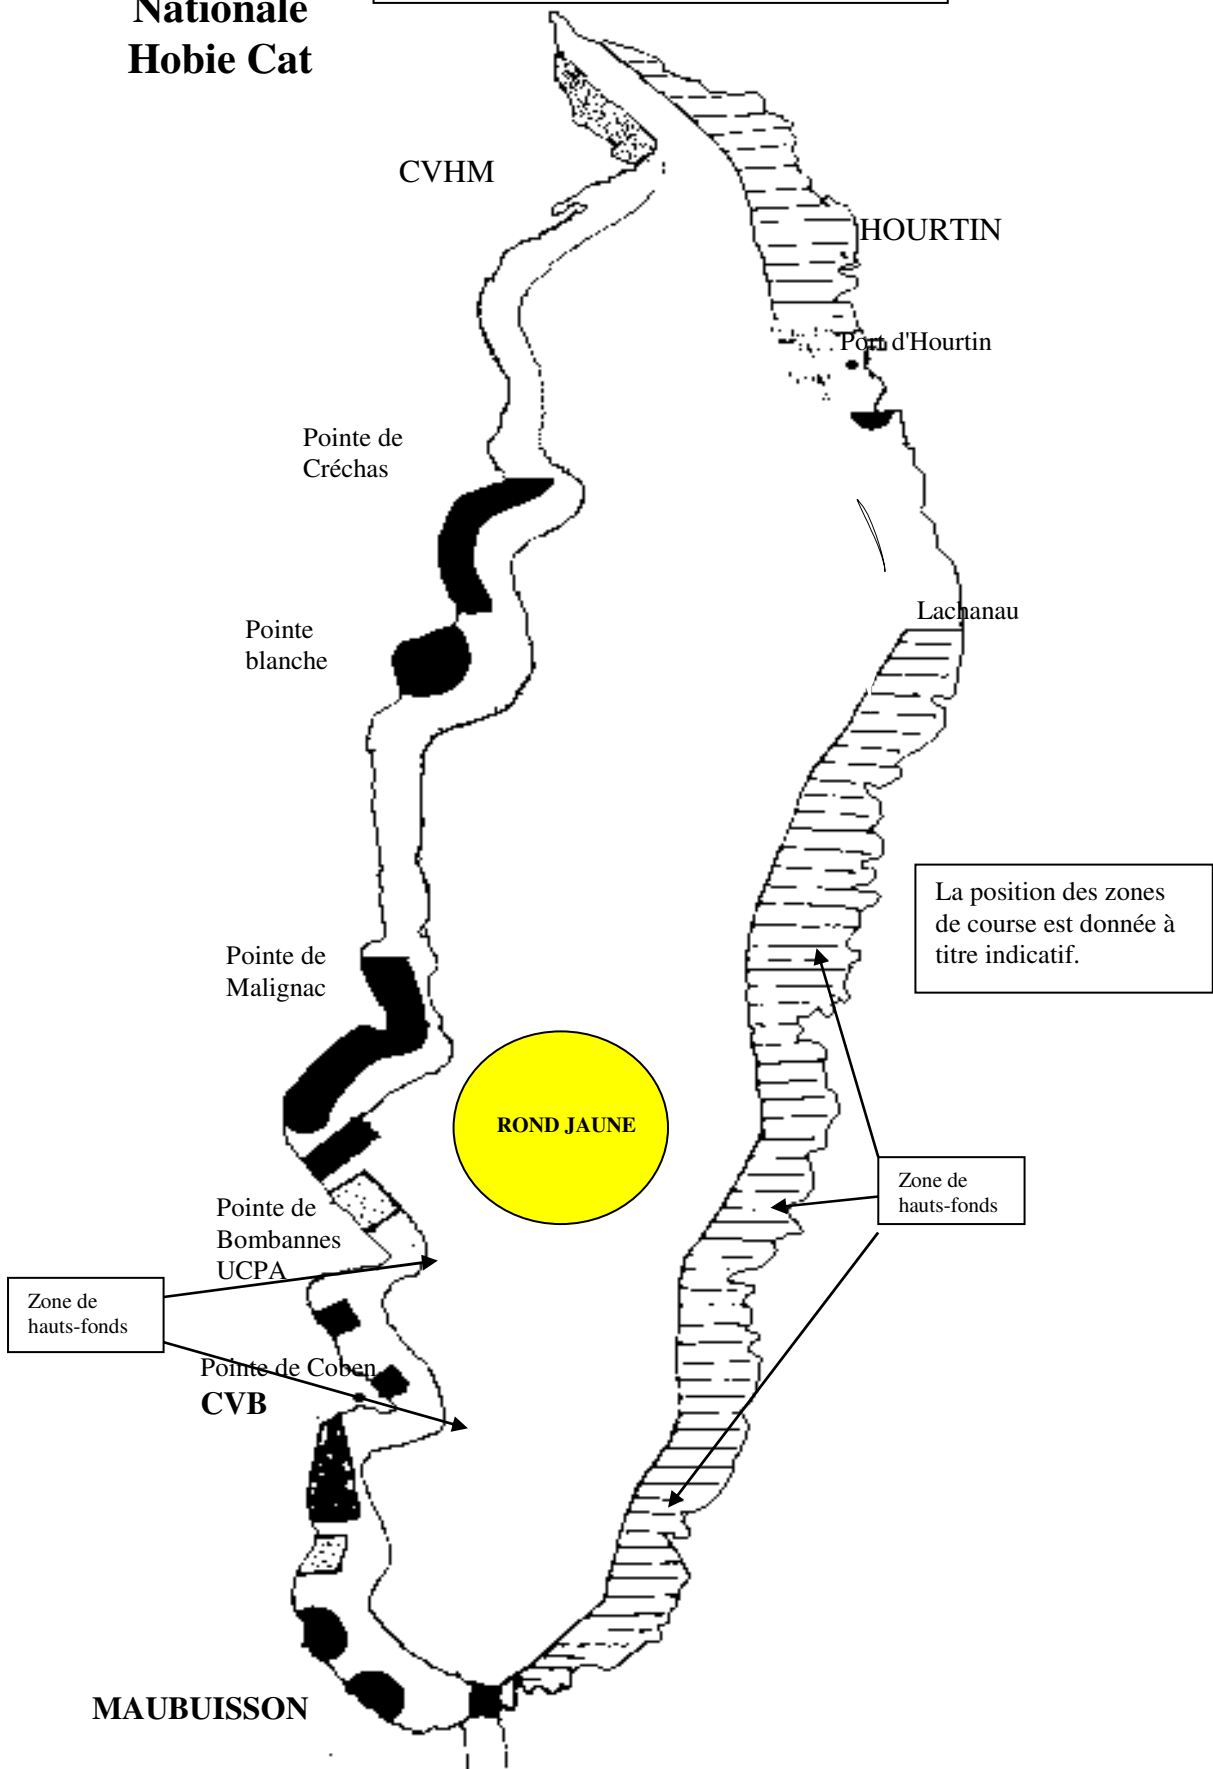 Nationale
Hobie Cat
CVHM
HOURTIN
Port d'Hourtin
Pointe de
Créchas
Lachanau
Pointe
blanche
La position des zones
de course est donnée à
titre indicatif.
Pointe de
Malignac
ROND JAUNE
Zone de
hauts-fonds
Pointe de
Bombannes
UCPA
Zone de
hauts-fonds
Pointe de Coben
CVB
MAUBUISSON